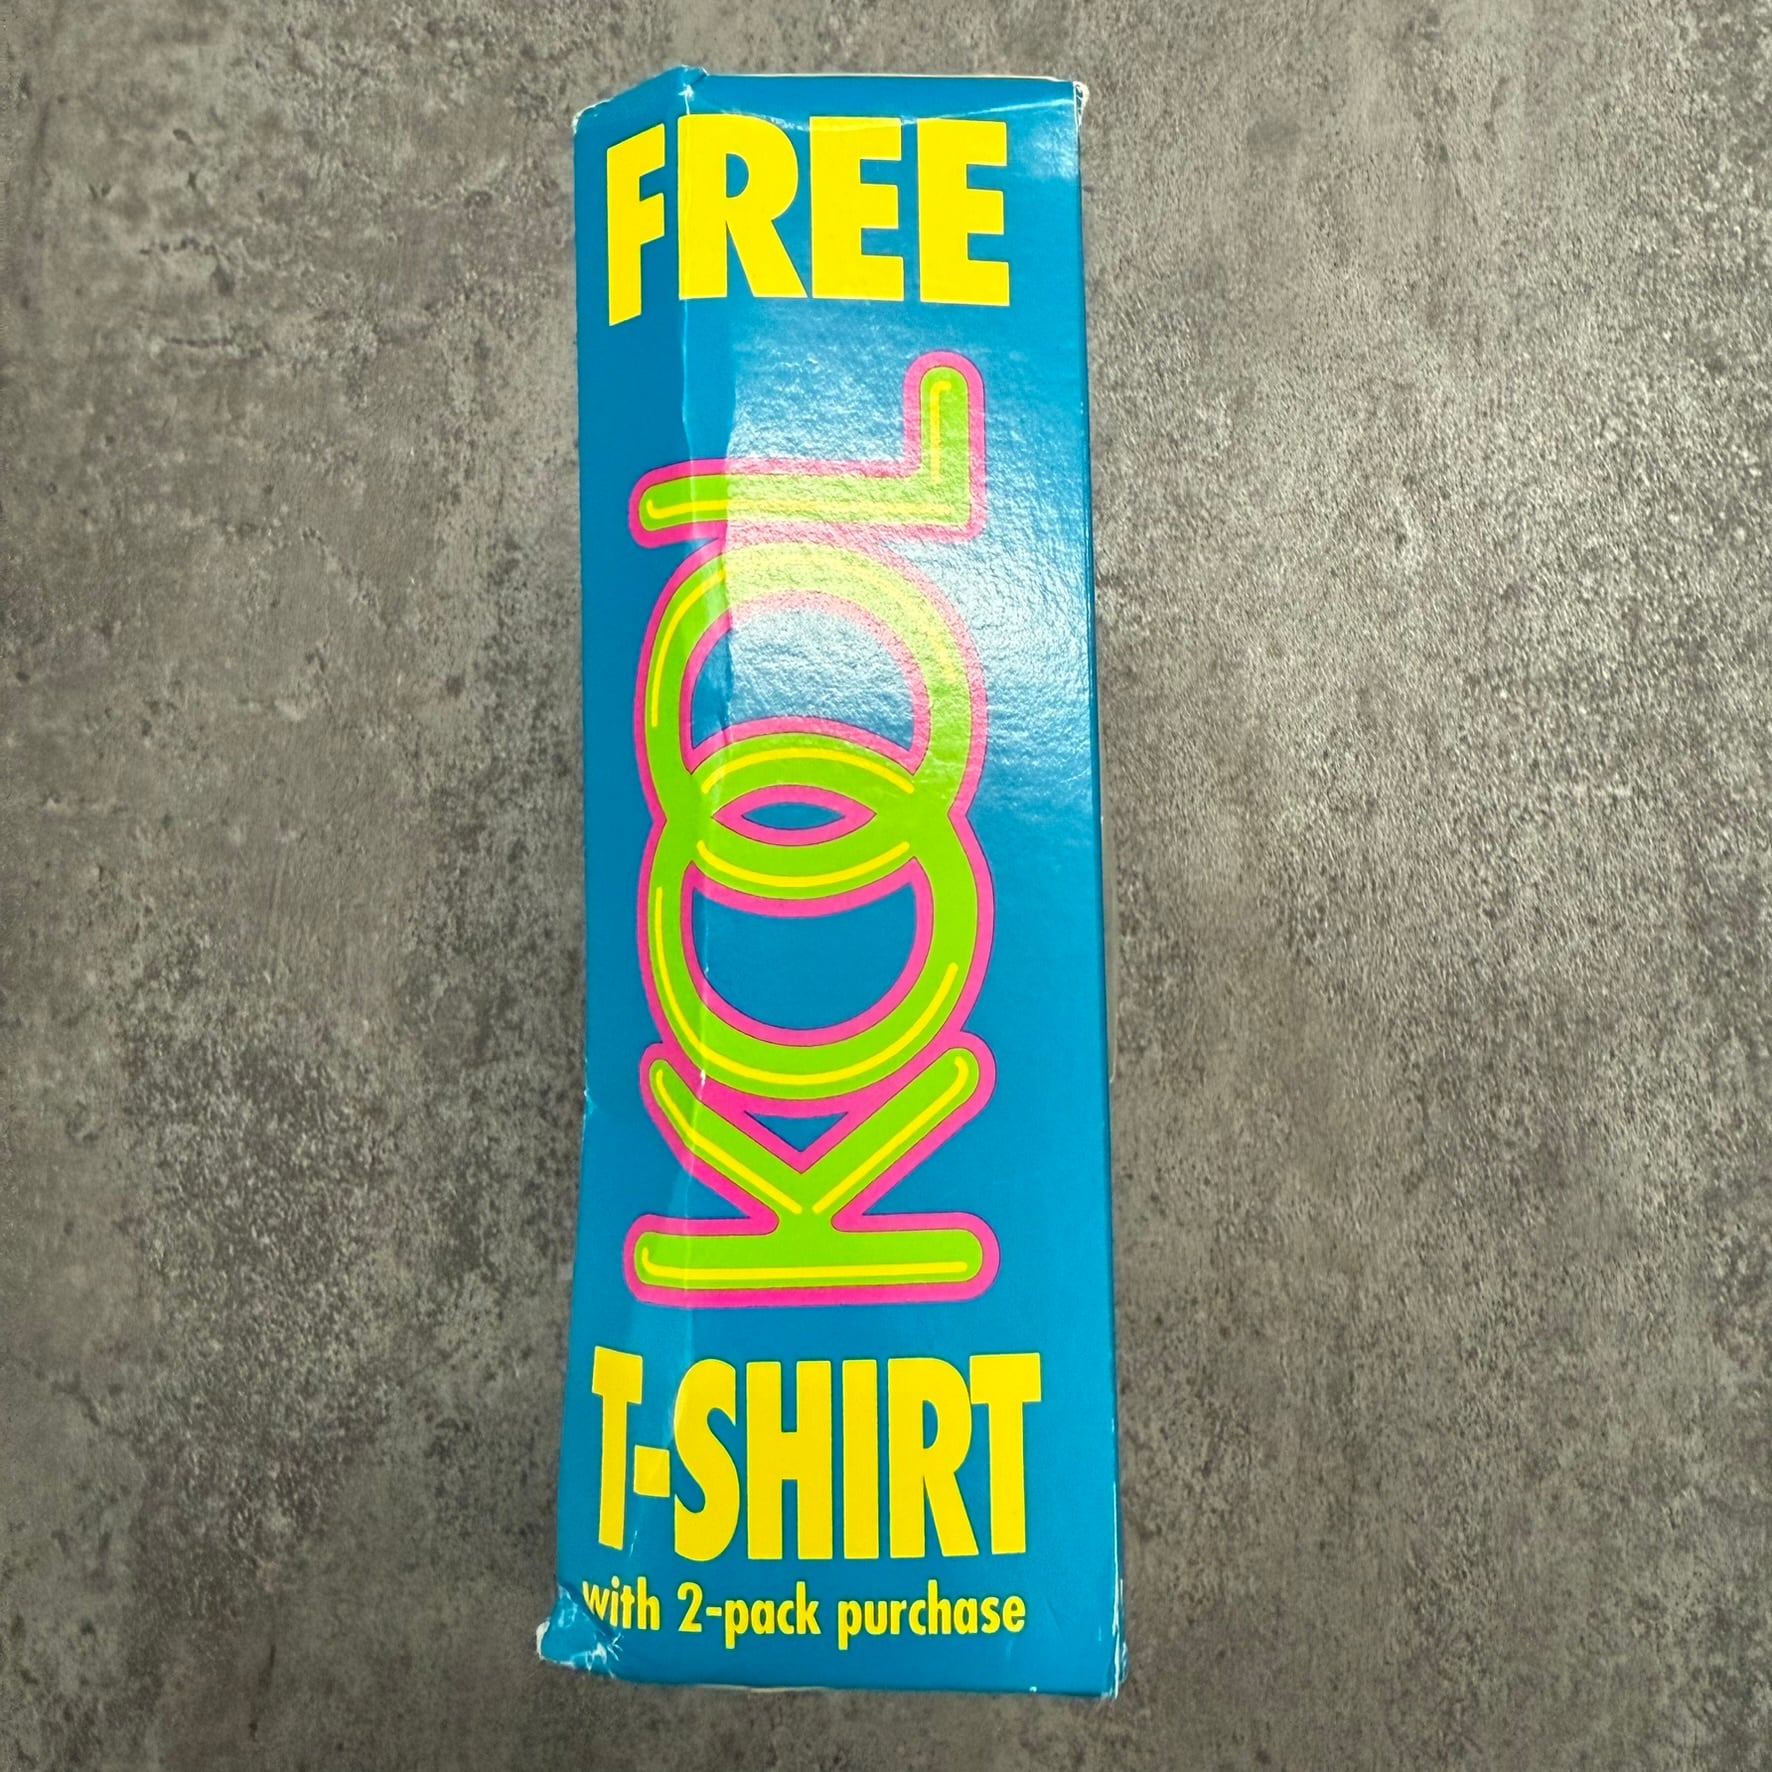 FREE
KOOL
T-SHIRT
with 2-pack purchase